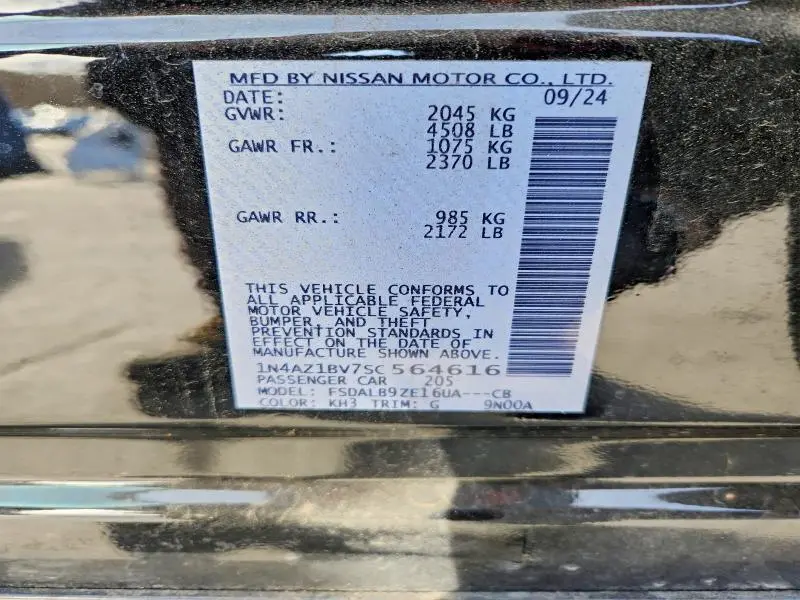 MFD BY NISSAN MOTOR CO., LTD.
DATE: 09/24
GVWR: 2045 KG
4508 LB
GAWR FR.: 1075 KG
2370 LB
GAWR RR.: 985 KG
2172 LB
THIS VEHICLE CONFORMS TO
ALL APPLICABLE FEDERAL
MOTOR VEHICLE SAFETY,
BUMPER, AND THEFT
PREVENTION STANDARDS IN
EFFECT ON THE DATE OF
MANUFACTURE SHOWN ABOVE.
1N4AZ1BV7SC564616
PASSENGER CAR 205
MODEL: FSDALB9ZE16UA---CB
COLOR: KH3 TRIM: G 9N00A